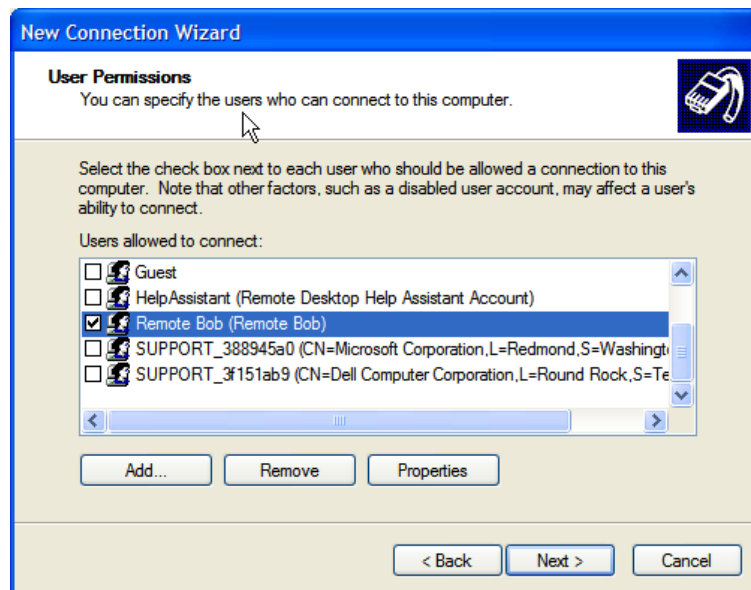 New Connection Wizard
User Permissions
You can specify the users who can connect to this computer.
Select the check box next to each user who should be allowed a connection to this
computer. Note that other factors, such as a disabled user account, may affect a user's
ability to connect.
Users allowed to connect:
Guest
HelpAssistant (Remote Desktop Help Assistant Account)
Remote Bob (Remote Bob)
SUPPORT_388945a0 (CN=Microsoft Corporation,L=Redmond,S=Washingt
SUPPORT_3f151ab9 (CN=Dell Computer Corporation,L=Round Rock,S=Te
Add... Remove Properties
< Back Next > Cancel